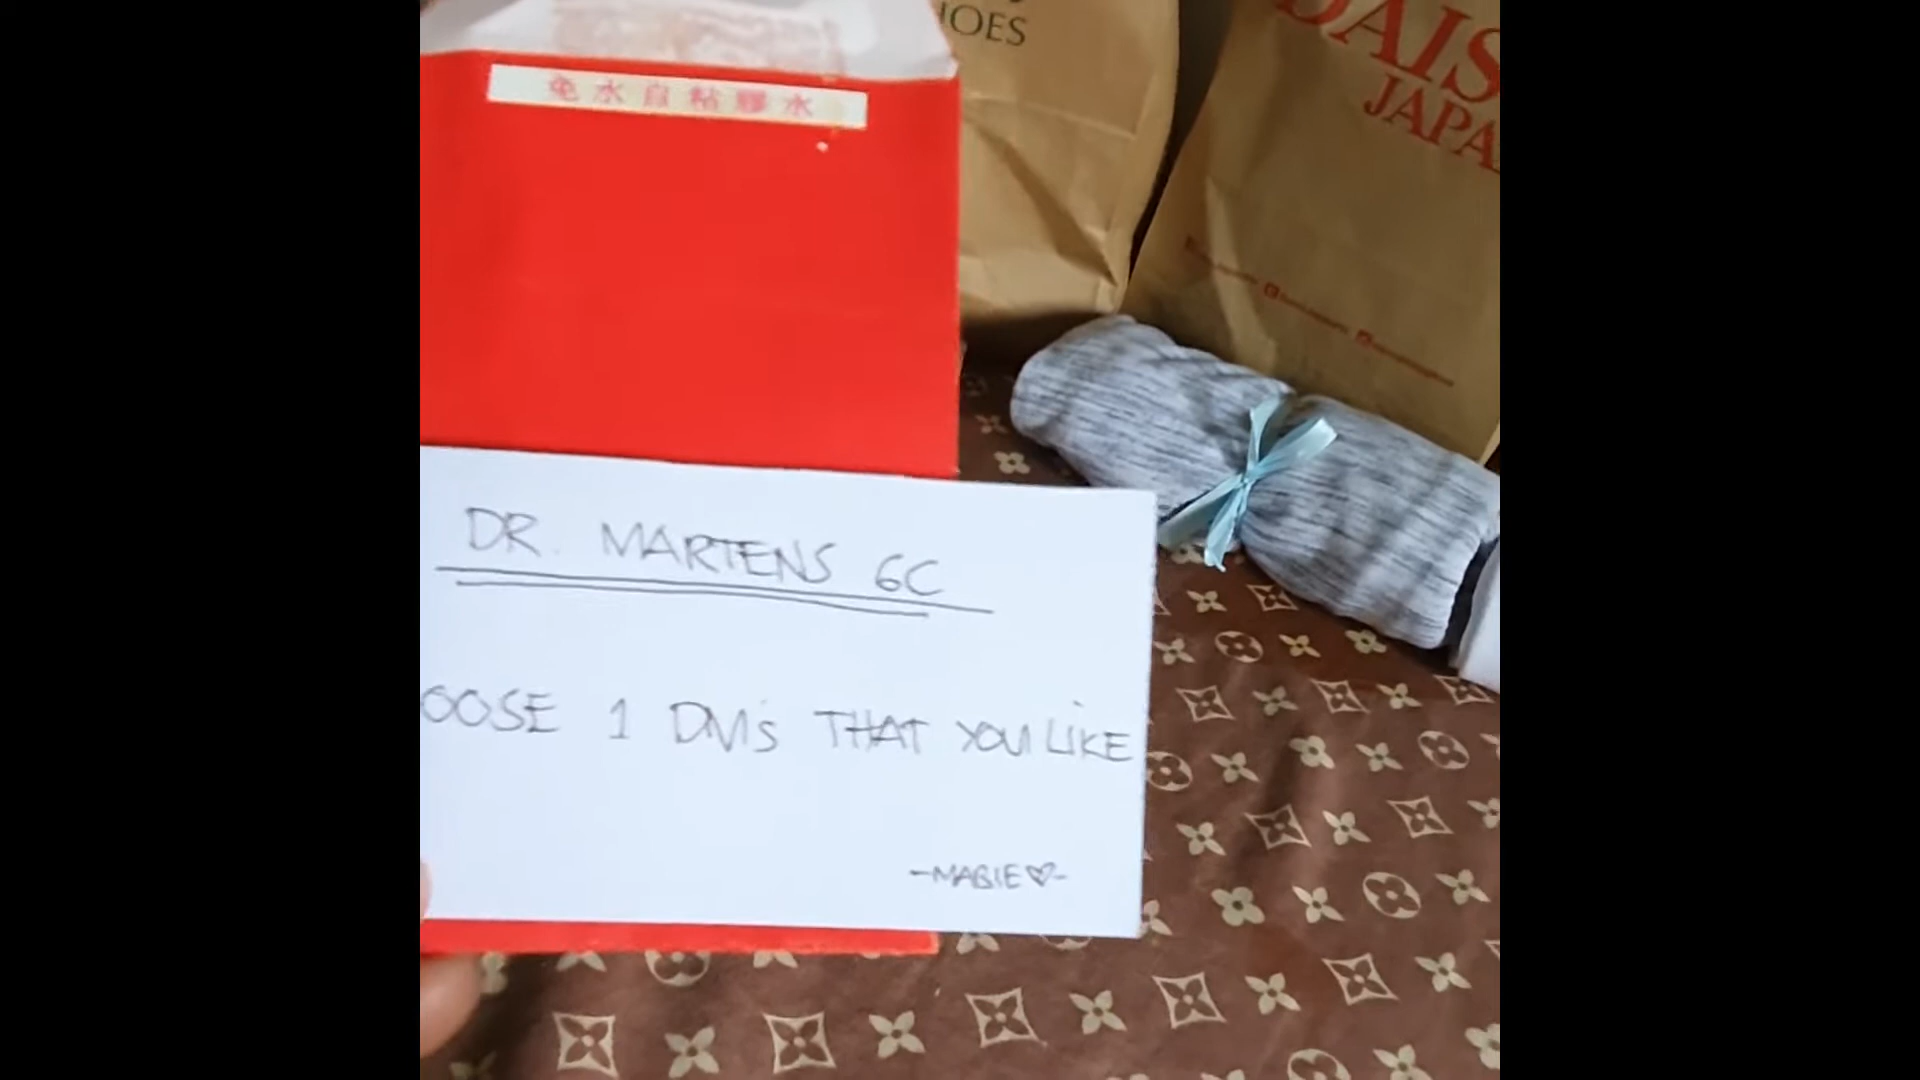 HOES
DAIS
JAPA
免水自粘膠水
DR. MARTENS 6C
OOSE 1 DM's THAT YOU LIKE
-MABIE♡-